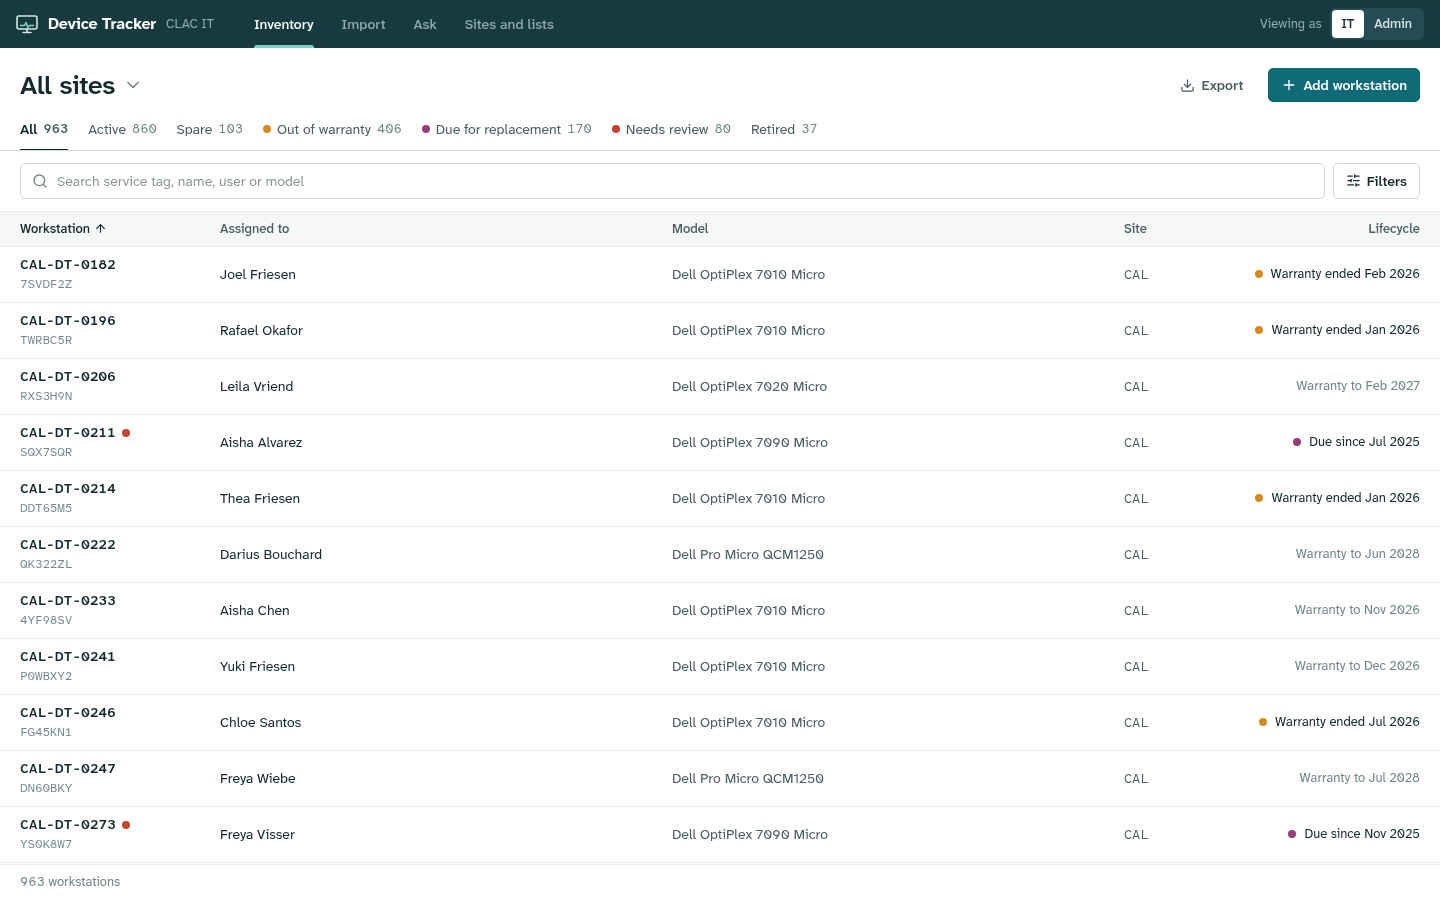 Device Tracker CLAC IT Inventory Import Ask Sites and lists Viewing as IT Admin
All sites Export Add workstation
All 963 Active 860 Spare 103 Out of warranty 406 Due for replacement 170 Needs review 80 Retired 37
Search service tag, name, user or model Filters
Workstation Assigned to Model Site Lifecycle
CAL-DT-0182
7SVDF2Z
Joel Friesen Dell OptiPlex 7010 Micro CAL Warranty ended Feb 2026
CAL-DT-0196
TWRBC5R
Rafael Okafor Dell OptiPlex 7010 Micro CAL Warranty ended Jan 2026
CAL-DT-0206
RXS3H9N
Leila Vriend Dell OptiPlex 7020 Micro CAL Warranty to Feb 2027
CAL-DT-0211
SQX7SQR
Aisha Alvarez Dell OptiPlex 7090 Micro CAL Due since Jul 2025
CAL-DT-0214
DDT65M5
Thea Friesen Dell OptiPlex 7010 Micro CAL Warranty ended Jan 2026
CAL-DT-0222
QK322ZL
Darius Bouchard Dell Pro Micro QCM1250 CAL Warranty to Jun 2028
CAL-DT-0233
4YF98SV
Aisha Chen Dell OptiPlex 7010 Micro CAL Warranty to Nov 2026
CAL-DT-0241
P0WBXY2
Yuki Friesen Dell OptiPlex 7010 Micro CAL Warranty to Dec 2026
CAL-DT-0246
FG45KN1
Chloe Santos Dell OptiPlex 7010 Micro CAL Warranty ended Jul 2026
CAL-DT-0247
DN60BKY
Freya Wiebe Dell Pro Micro QCM1250 CAL Warranty to Jul 2028
CAL-DT-0273
YS0K8W7
Freya Visser Dell OptiPlex 7090 Micro CAL Due since Nov 2025
963 workstations